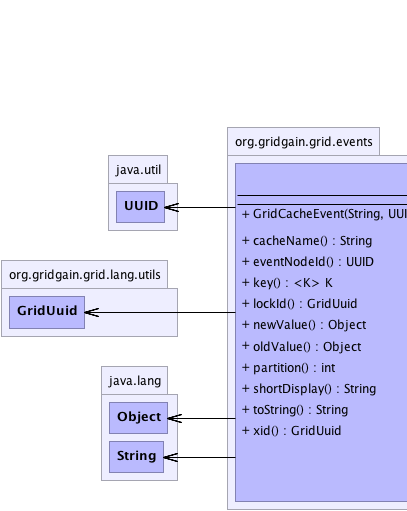 org.gridgain.grid.events
java.util
UUID
+ GridCacheEvent(String, UUI
+ cacheName() : String
+ eventNodeId() : UUID
org.gridgain.grid.lang.utils
+ key() : <K> K
GridUuid
+ lockId() : GridUuid
+ newValue() : Object
+ oldValue() : Object
+ partition() : int
java.lang
+ shortDisplay() : String
Object
+ toString() : String
+ xid() : GridUuid
String